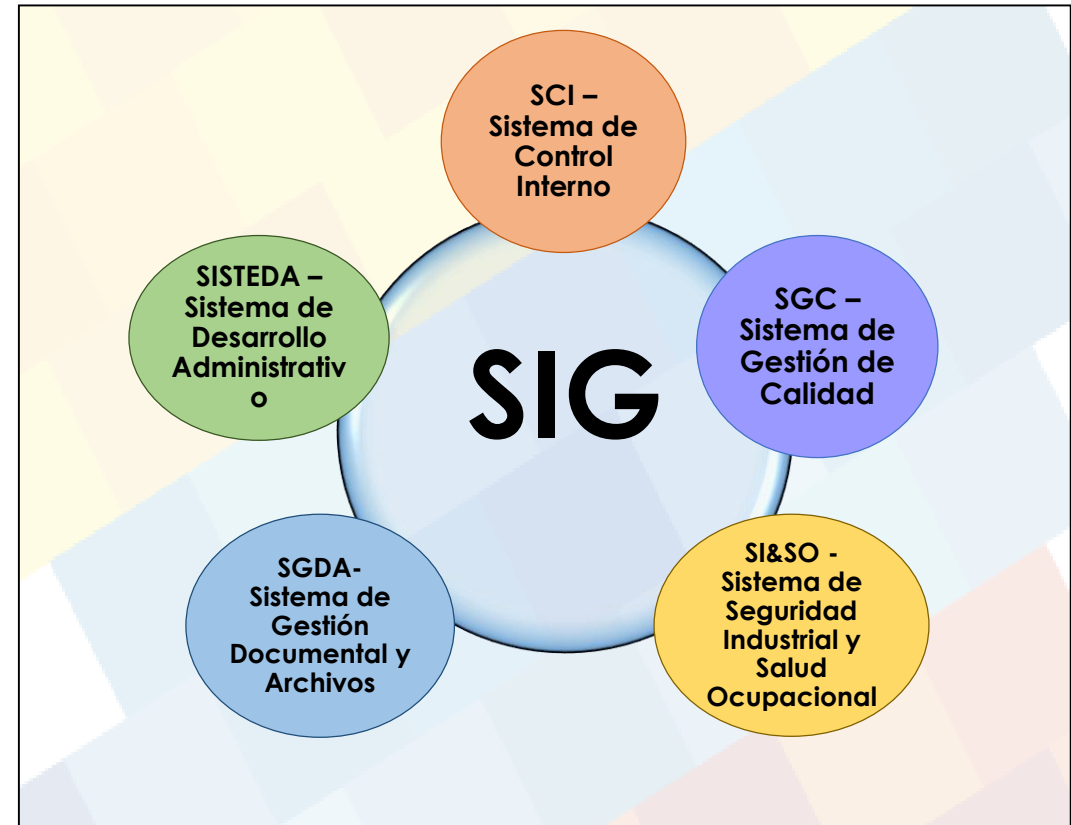 SCI –
Sistema de
Control
Interno
SISTEDA –
Sistema de
Desarrollo
Administrativ
o
SGC –
Sistema de
Gestión de
Calidad
SIG
SGDA-
Sistema de
Gestión
Documental y
Archivos
SI&SO -
Sistema de
Seguridad
Industrial y
Salud
Ocupacional